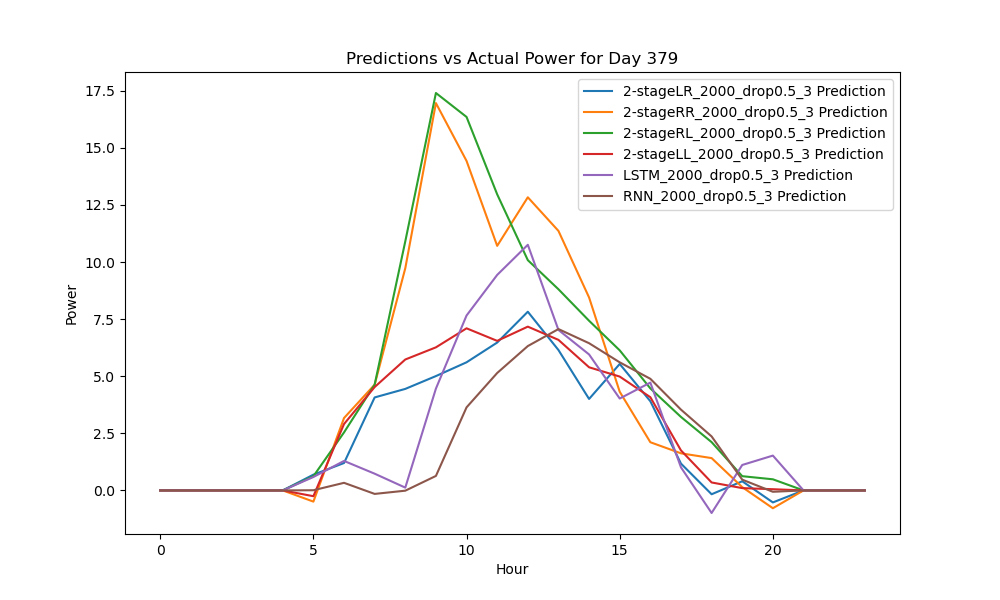 Predictions vs Actual Power for Day 379
17.5
15.0
12.5
10.0
7.5
5.0
2.5
0.0
Power
2-stageLR_2000_drop0.5_3 Prediction
2-stageRR_2000_drop0.5_3 Prediction
2-stageRL_2000_drop0.5_3 Prediction
2-stageLL_2000_drop0.5_3 Prediction
LSTM_2000_drop0.5_3 Prediction
RNN_2000_drop0.5_3 Prediction
0 5 10 15 20
Hour